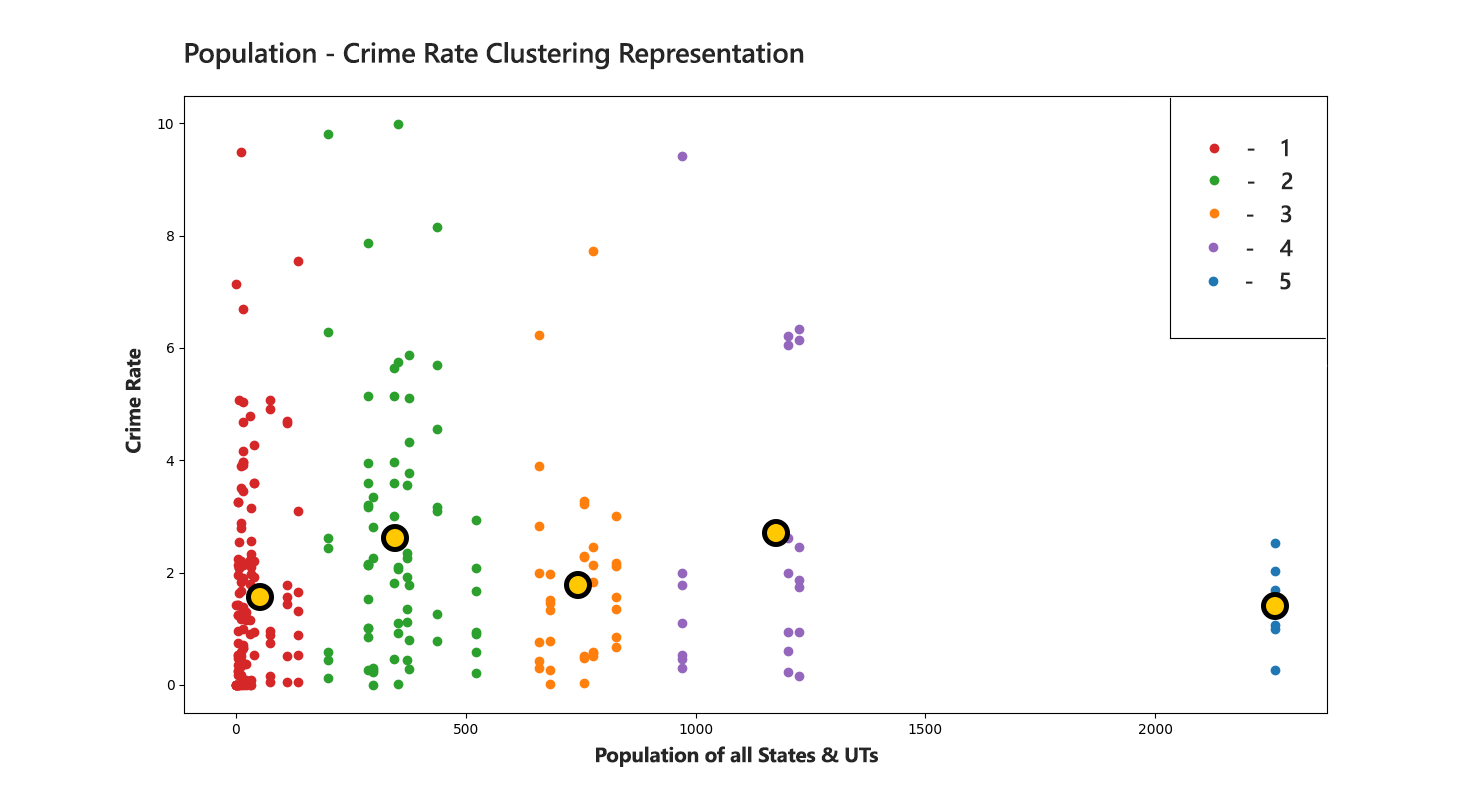 Population - Crime Rate Clustering Representation
10
8
6
4
2
0
Crime Rate
- 1
- 2
- 3
- 4
- 5
0 500 1000 1500 2000
Population of all States & UTs